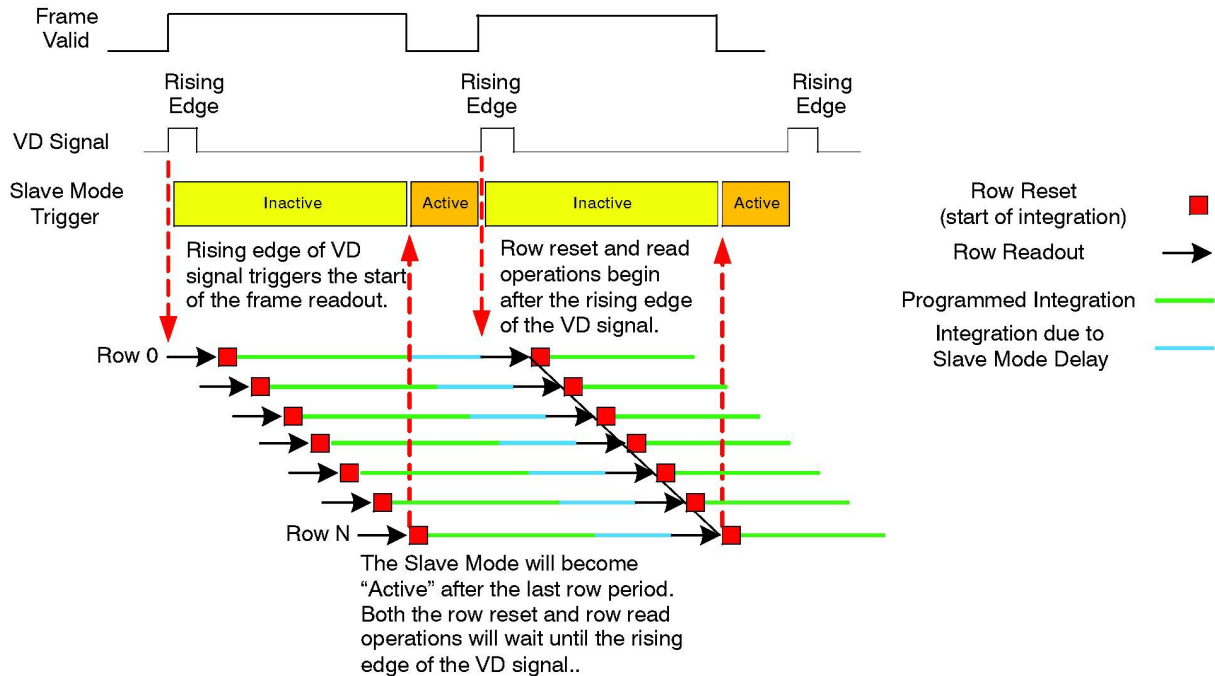 Frame
Valid
Rising
Edge
Rising
Edge
Rising
Edge
VD Signal
Slave Mode
Trigger
Inactive
Active
Inactive
Active
Rising edge of VD
signal triggers the start
of the frame readout.
Row reset and read
operations begin
after the rising edge
of the VD signal.
Row Reset
(start of integration)
Row Readout
Programmed Integration
Integration due to
Slave Mode Delay
Row 0
Row N
The Slave Mode will become
“Active” after the last row period.
Both the row reset and row read
operations will wait until the rising
edge of the VD signal..